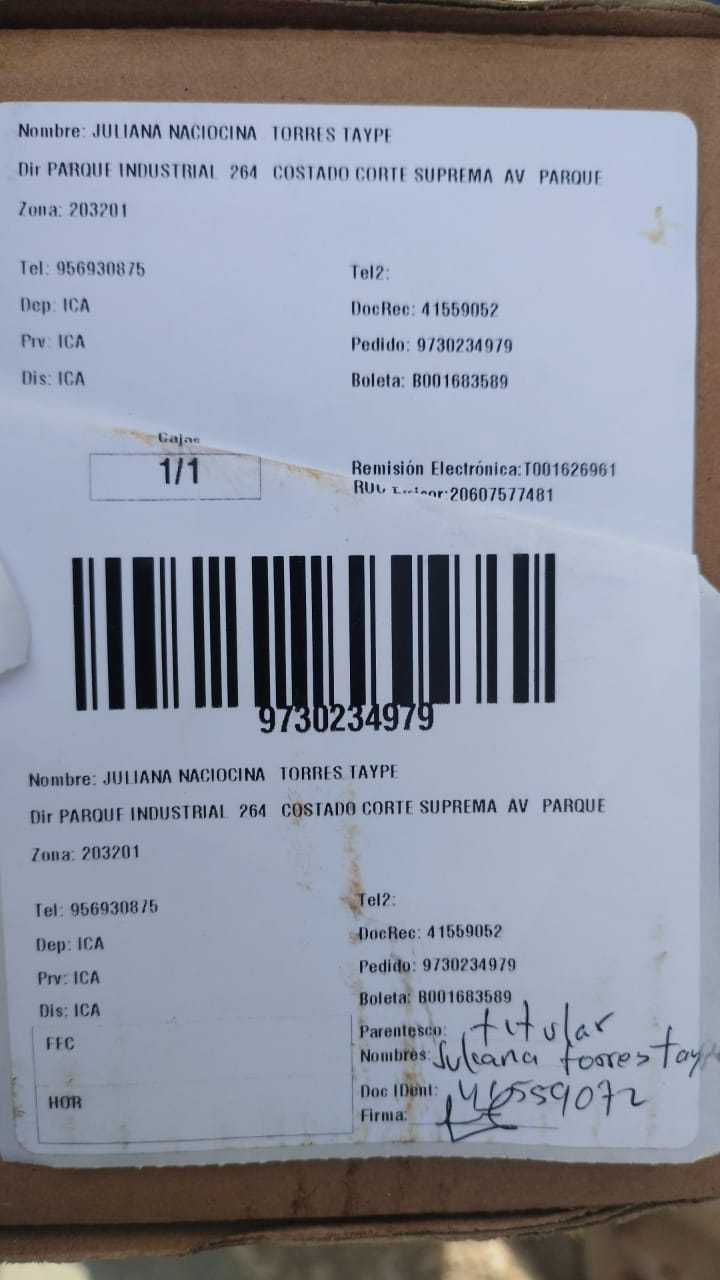 Nombre: JULIANA NACIOCINA TORRES TAYPE
Dir PARQUE INDUSTRIAL 264 COSTADO CORTE SUPREMA AV PARQUE
Zona: 203201
Tel: 956930875 Tel2:
Dep: ICA DocRec: 41559052
Prv: ICA Pedido: 9730234979
Dis: ICA Boleta: B001683589
Cajas
1/1 Remisión Electrónica:T001626961
RUC :20607577481
9730234979
Nombre: JULIANA NACIOCINA TORRES TAYPE
Dir PARQUE INDUSTRIAL 264 COSTADO CORTE SUPREMA AV PARQUE
Zona: 203201
Tel: 956930875 Tel2:
Dep: ICA DocRec: 41559052
Prv: ICA Pedido: 9730234979
Dis: ICA Boleta: B001683589
FEC Parentesco: titular
Nombres: Juliana torres Taype
HOR Doc IDent: 41559072
Firma: